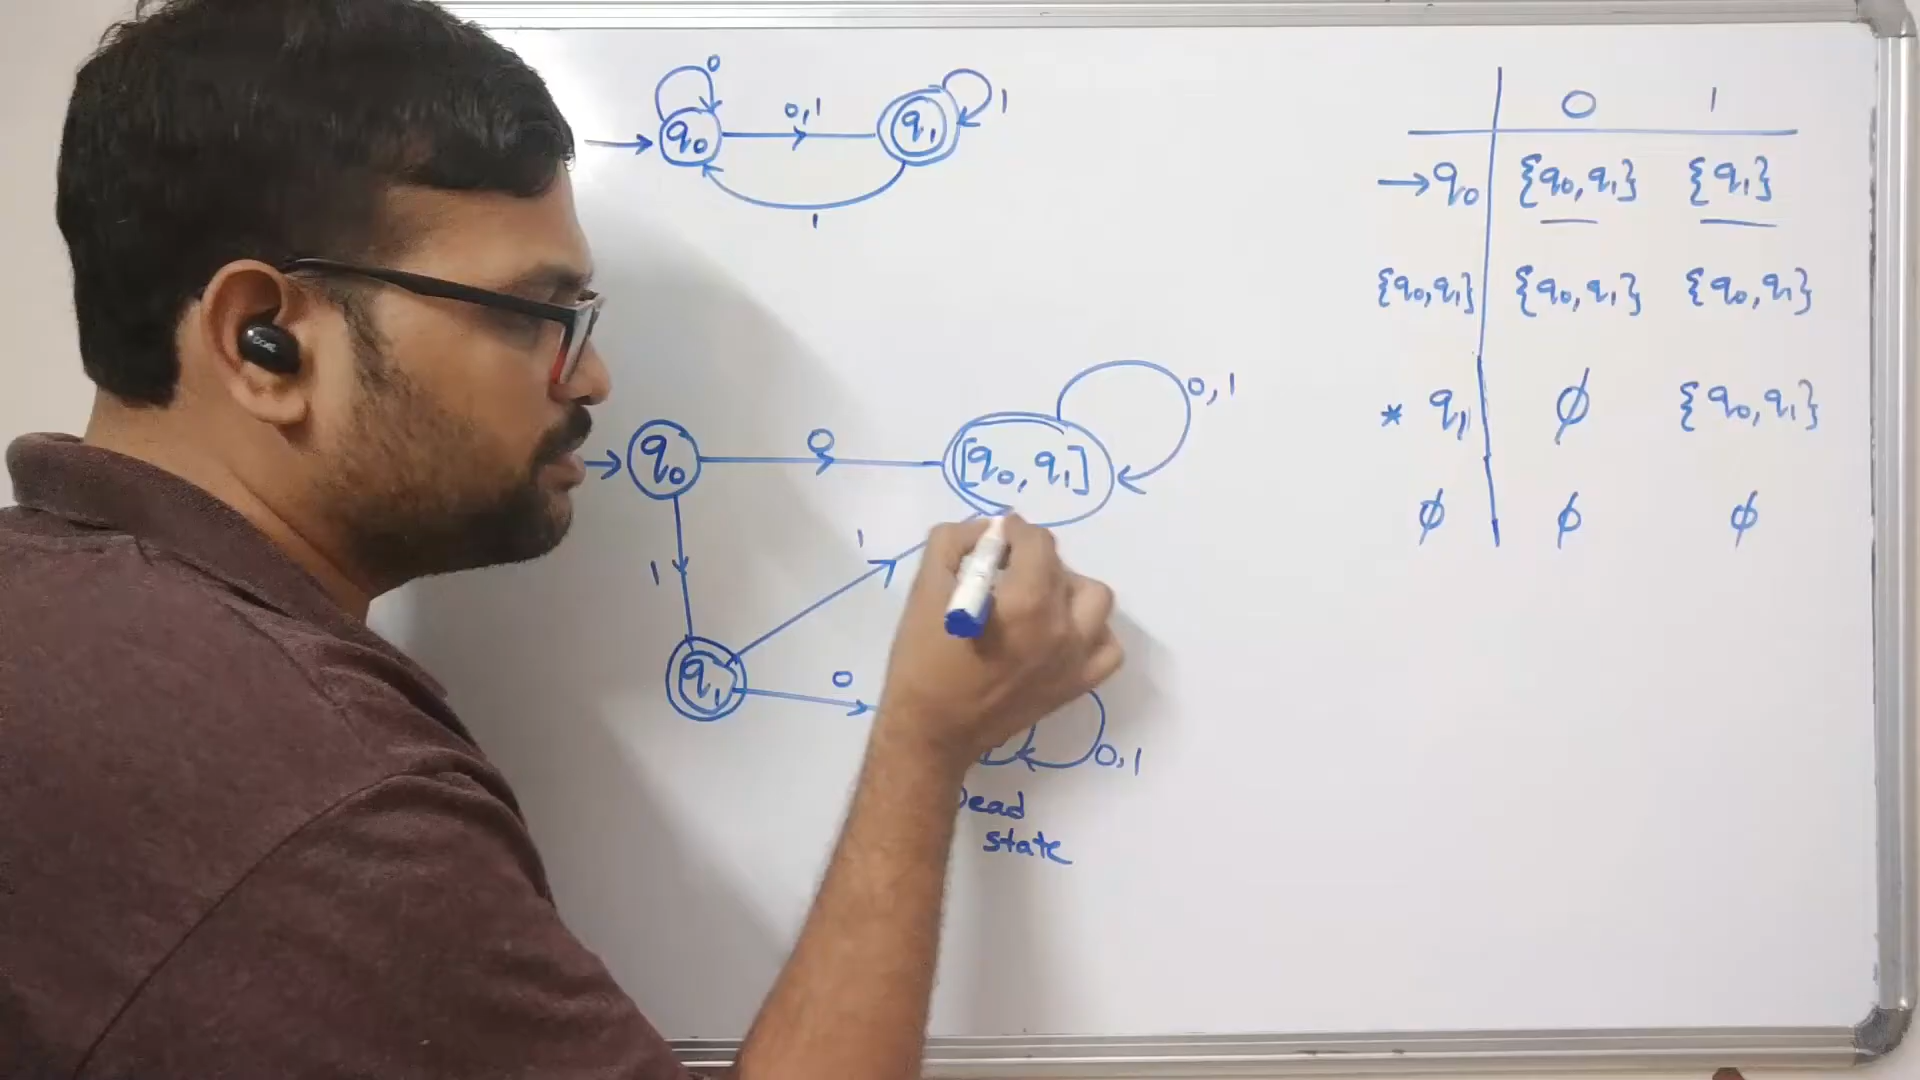 0
q₀ 0,1 q₁ 1
1
0 1
→ q₀ {q₀,q₁} {q₁}
{q₀,q₁} {q₀,q₁} {q₀,q₁}
* q₁ ϕ {q₀,q₁}
ϕ ϕ ϕ
0,1
q₀ 0 [q₀, q₁]
1 1
q₁ 0
0,1
Dead
state